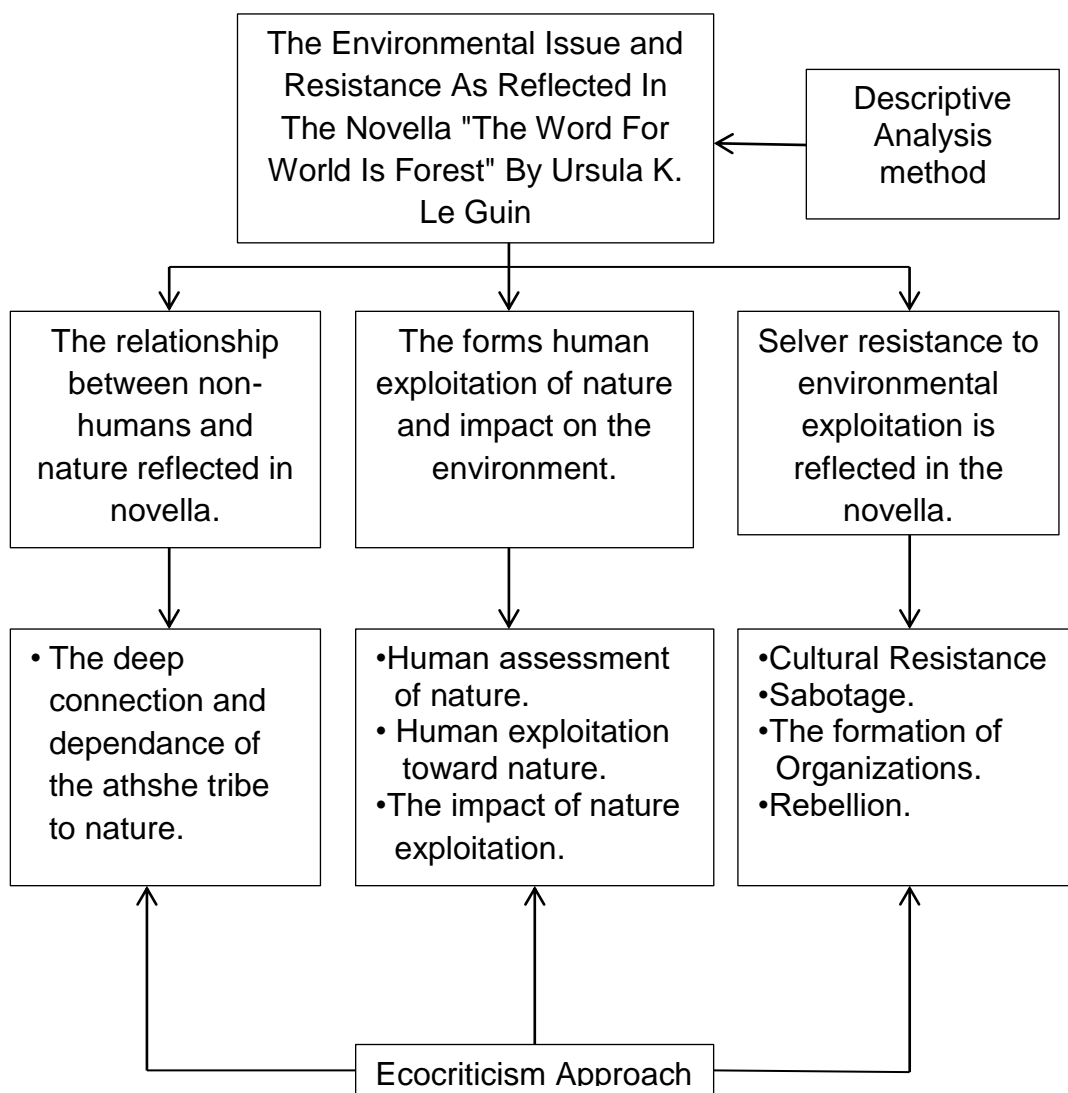 The Environmental Issue and
Resistance As Reflected In
The Novella "The Word For
World Is Forest" By Ursula K.
Le Guin
Descriptive
Analysis
method
The relationship
between non-
humans and
nature reflected in
novella.
The forms human
exploitation of nature
and impact on the
environment.
Selver resistance to
environmental
exploitation is
reflected in the
novella.
• The deep
connection and
dependance of
the athshe tribe
to nature.
•Human assessment
of nature.
• Human exploitation
toward nature.
•The impact of nature
exploitation.
•Cultural Resistance
•Sabotage.
•The formation of
Organizations.
•Rebellion.
Ecocriticism Approach